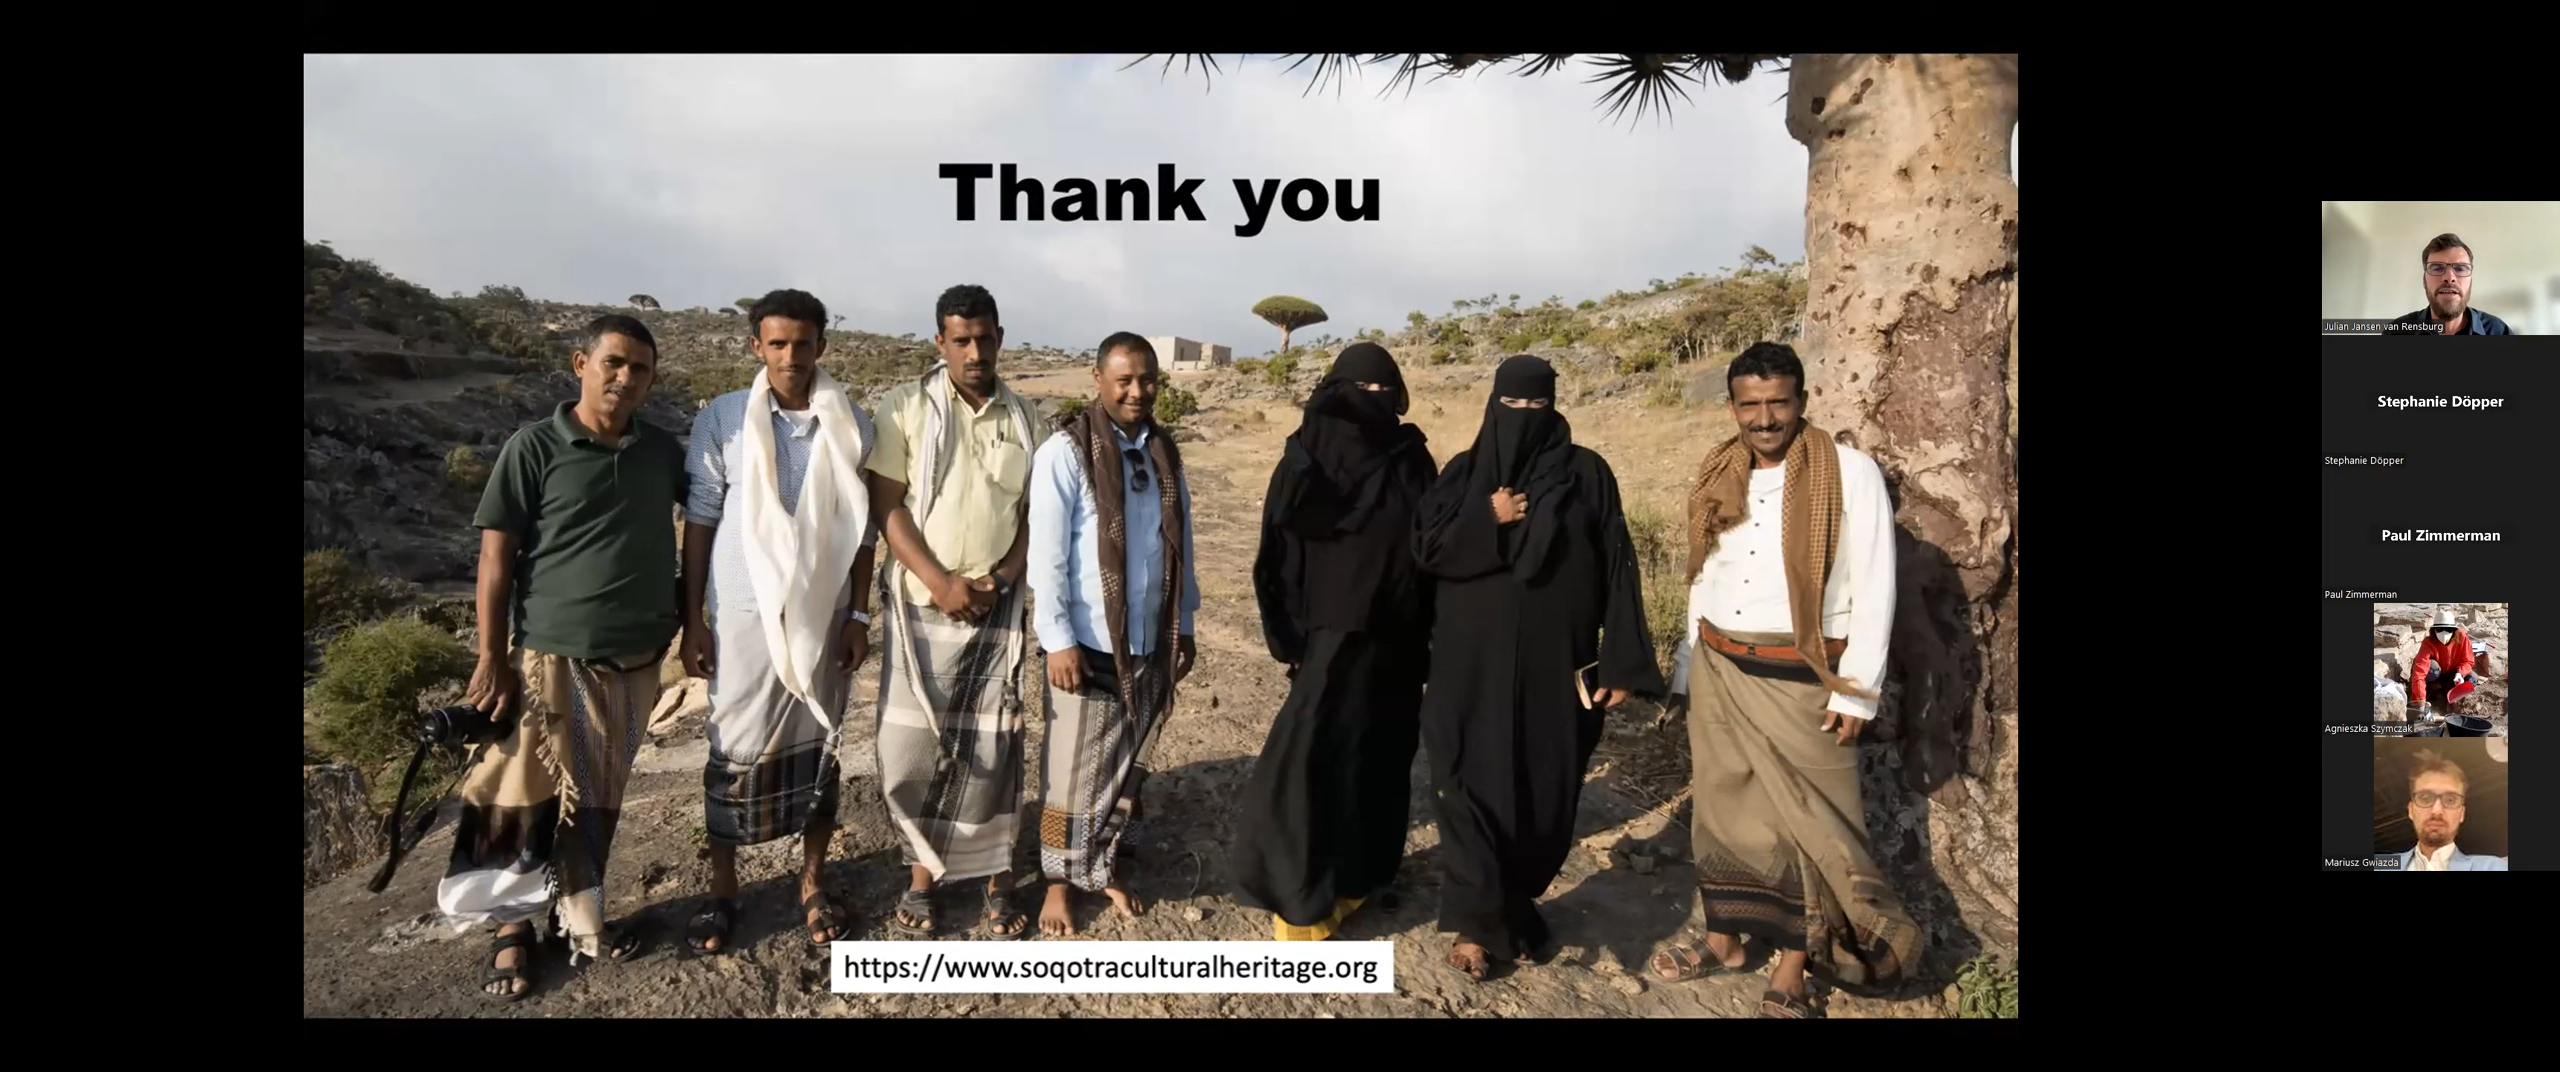 Thank you
https://www.soqotraculturalheritage.org
Julian Jansen van Rensburg
Stephanie Döpper
Stephanie Döpper
Paul Zimmerman
Paul Zimmerman
Agnieszka Szymczak
Mariusz Gwiazda